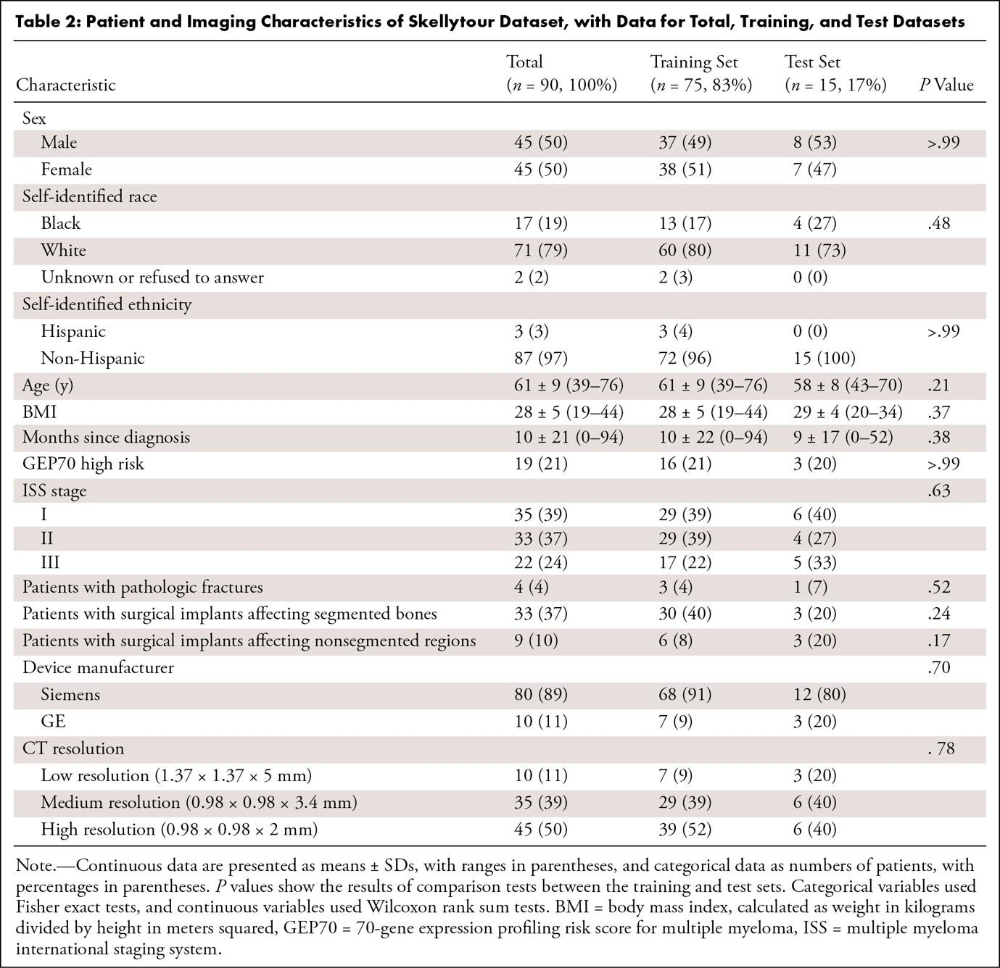 Table 2: Patient and Imaging Characteristics of Skellytour Dataset, with Data for Total, Training, and Test Datasets
Characteristic Total (n = 90, 100%) Training Set (n = 75, 83%) Test Set (n = 15, 17%) P Value
Sex
Male 45 (50) 37 (49) 8 (53) >.99
Female 45 (50) 38 (51) 7 (47)
Self-identified race
Black 17 (19) 13 (17) 4 (27) .48
White 71 (79) 60 (80) 11 (73)
Unknown or refused to answer 2 (2) 2 (3) 0 (0)
Self-identified ethnicity
Hispanic 3 (3) 3 (4) 0 (0) >.99
Non-Hispanic 87 (97) 72 (96) 15 (100)
Age (y) 61 ± 9 (39–76) 61 ± 9 (39–76) 58 ± 8 (43–70) .21
BMI 28 ± 5 (19–44) 28 ± 5 (19–44) 29 ± 4 (20–34) .37
Months since diagnosis 10 ± 21 (0–94) 10 ± 22 (0–94) 9 ± 17 (0–52) .38
GEP70 high risk 19 (21) 16 (21) 3 (20) >.99
ISS stage .63
I 35 (39) 29 (39) 6 (40)
II 33 (37) 29 (39) 4 (27)
III 22 (24) 17 (22) 5 (33)
Patients with pathologic fractures 4 (4) 3 (4) 1 (7) .52
Patients with surgical implants affecting segmented bones 33 (37) 30 (40) 3 (20) .24
Patients with surgical implants affecting nonsegmented regions 9 (10) 6 (8) 3 (20) .17
Device manufacturer .70
Siemens 80 (89) 68 (91) 12 (80)
GE 10 (11) 7 (9) 3 (20)
CT resolution . 78
Low resolution (1.37 × 1.37 × 5 mm) 10 (11) 7 (9) 3 (20)
Medium resolution (0.98 × 0.98 × 3.4 mm) 35 (39) 29 (39) 6 (40)
High resolution (0.98 × 0.98 × 2 mm) 45 (50) 39 (52) 6 (40)
Note.—Continuous data are presented as means ± SDs, with ranges in parentheses, and categorical data as numbers of patients, with
percentages in parentheses. P values show the results of comparison tests between the training and test sets. Categorical variables used
Fisher exact tests, and continuous variables used Wilcoxon rank sum tests. BMI = body mass index, calculated as weight in kilograms
divided by height in meters squared, GEP70 = 70-gene expression profiling risk score for multiple myeloma, ISS = multiple myeloma
international staging system.